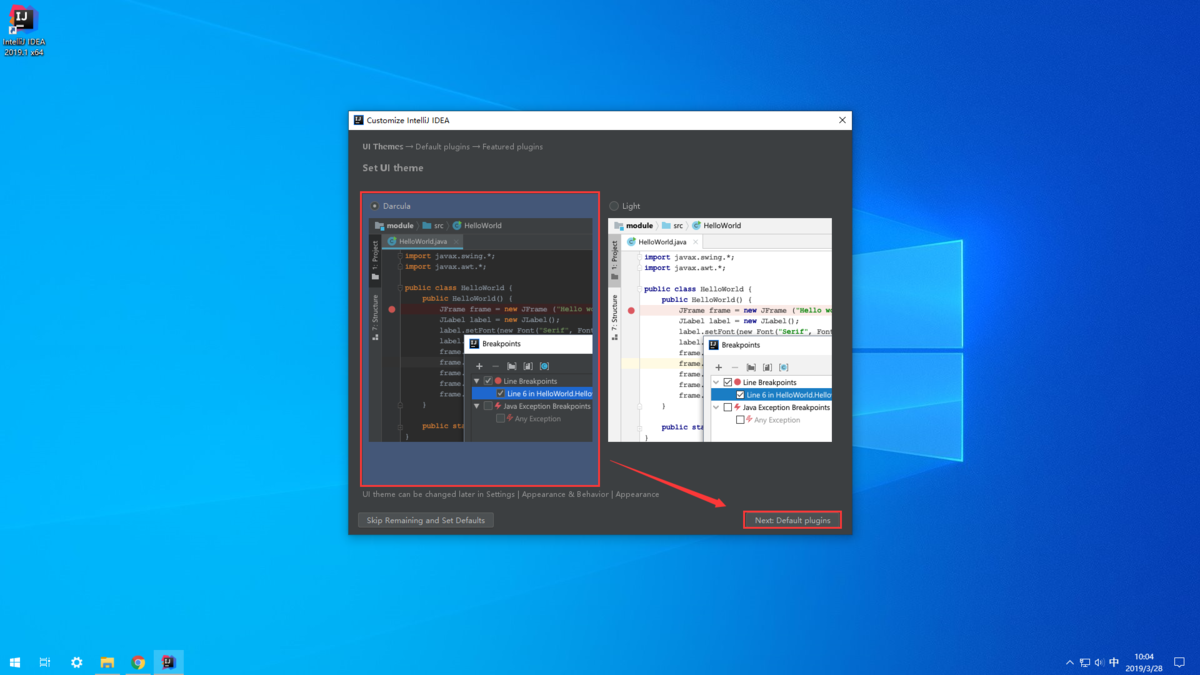 IntelliJ IDEA
2019.1 x64
Customize IntelliJ IDEA
UI Themes → Default plugins → Featured plugins
Set UI theme
Darcula
module
src
HelloWorld
HelloWorld.java
1: Project
7: Structure
import javax.swing.*;
import javax.awt.*;
public class HelloWorld {
public HelloWorld() {
JFrame frame = new JFrame ("Hello w
JLabel label = new JLabel();
label.setFont(new Font("Serif", Font
frame.
frame.
frame.
frame.
frame.
}
public sta
}
Breakpoints
Line Breakpoints
Line 6 in HelloWorld.Hello
Java Exception Breakpoints
Any Exception
Light
module
src
HelloWorld
HelloWorld.java
1: Project
7: Structure
import javax.swing.*;
import javax.awt.*;
public class HelloWorld {
public HelloWorld() {
JFrame frame = new JFrame ("Hello wo
JLabel label = new JLabel();
label.setFont(new Font("Serif", Font
label.
frame.
frame.
frame.
frame.
frame.
}
public sta
}
Breakpoints
Line Breakpoints
Line 6 in HelloWorld.Hello
Java Exception Breakpoints
Any Exception
UI theme can be changed later in Settings | Appearance & Behavior | Appearance
Skip Remaining and Set Defaults
Next: Default plugins
中
10:04
2019/3/28